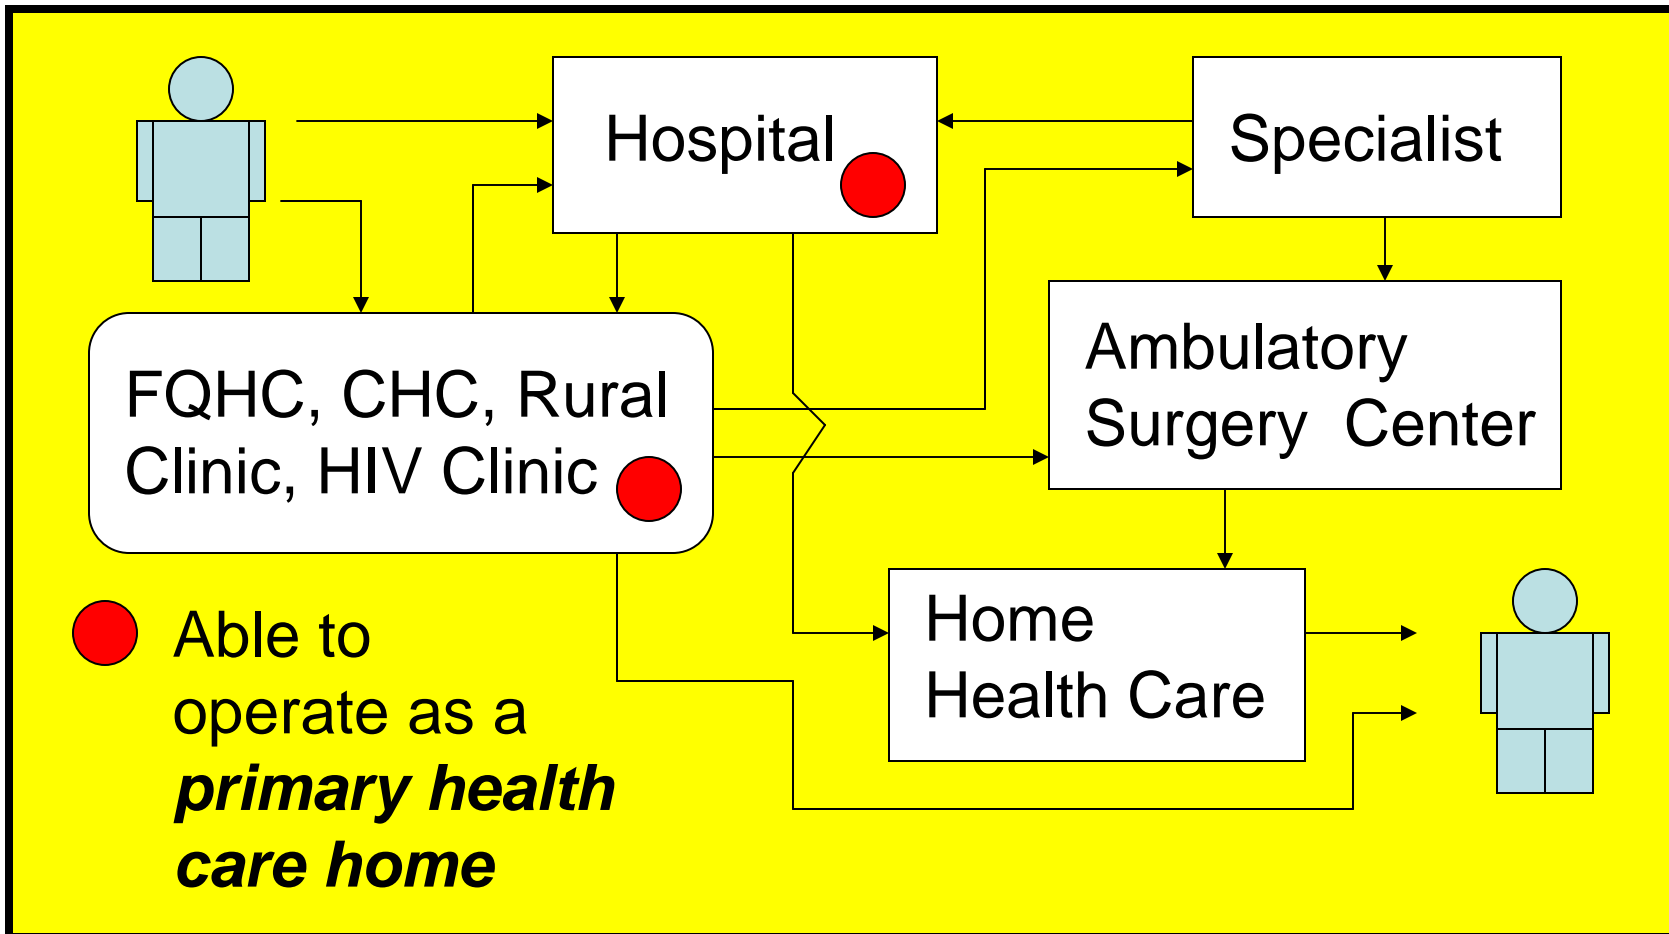 Hospital
Specialist
FQHC, CHC, Rural
Clinic, HIV Clinic
Ambulatory
Surgery  Center
Home
Health Care
Able to
operate as a
primary health
care home